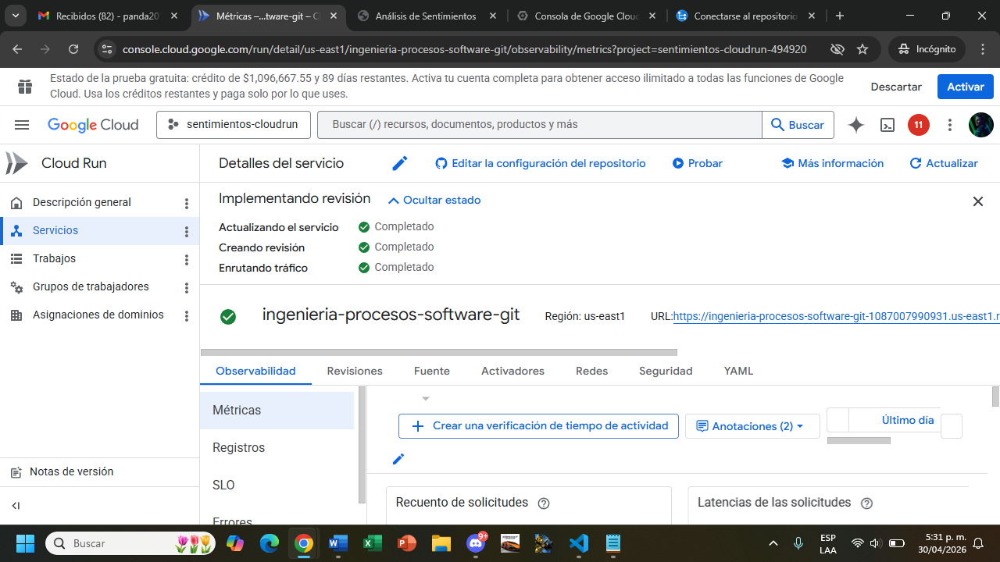 Recibidos (82) - panda20
Métricas –...tware-git – Cl
Análisis de Sentimientos
Consola de Google Cloud
Conectarse al repositorio
console.cloud.google.com/run/detail/us-east1/ingenieria-procesos-software-git/observability/metrics?project=sentimientos-cloudrun-494920
Incógnito
Estado de la prueba gratuita: crédito de $1,096,667.55 y 89 días restantes. Activa tu cuenta completa para obtener acceso ilimitado a todas las funciones de Google
Cloud. Usa los créditos restantes y paga solo por lo que uses.
Descartar
Activar
Google Cloud
sentimientos-cloudrun
Buscar (/) recursos, documentos, productos y más
Buscar
11
Cloud Run
Detalles del servicio
Editar la configuración del repositorio
Probar
Más información
Actualizar
Descripción general
Servicios
Trabajos
Grupos de trabajadores
Asignaciones de dominios
Notas de versión
Implementando revisión
Ocultar estado
Actualizando el servicio Completado
Creando revisión Completado
Enrutando tráfico Completado
ingenieria-procesos-software-git
Región: us-east1
URL:https://ingenieria-procesos-software-git-1087007990931.us-east1.r
Observabilidad
Revisiones
Fuente
Activadores
Redes
Seguridad
YAML
Métricas
Registros
SLO
Errores
Crear una verificación de tiempo de actividad
Anotaciones (2)
Último día
Recuento de solicitudes
Latencias de las solicitudes
Buscar
9+
ESP
LAA
5:31 p. m.
30/04/2026